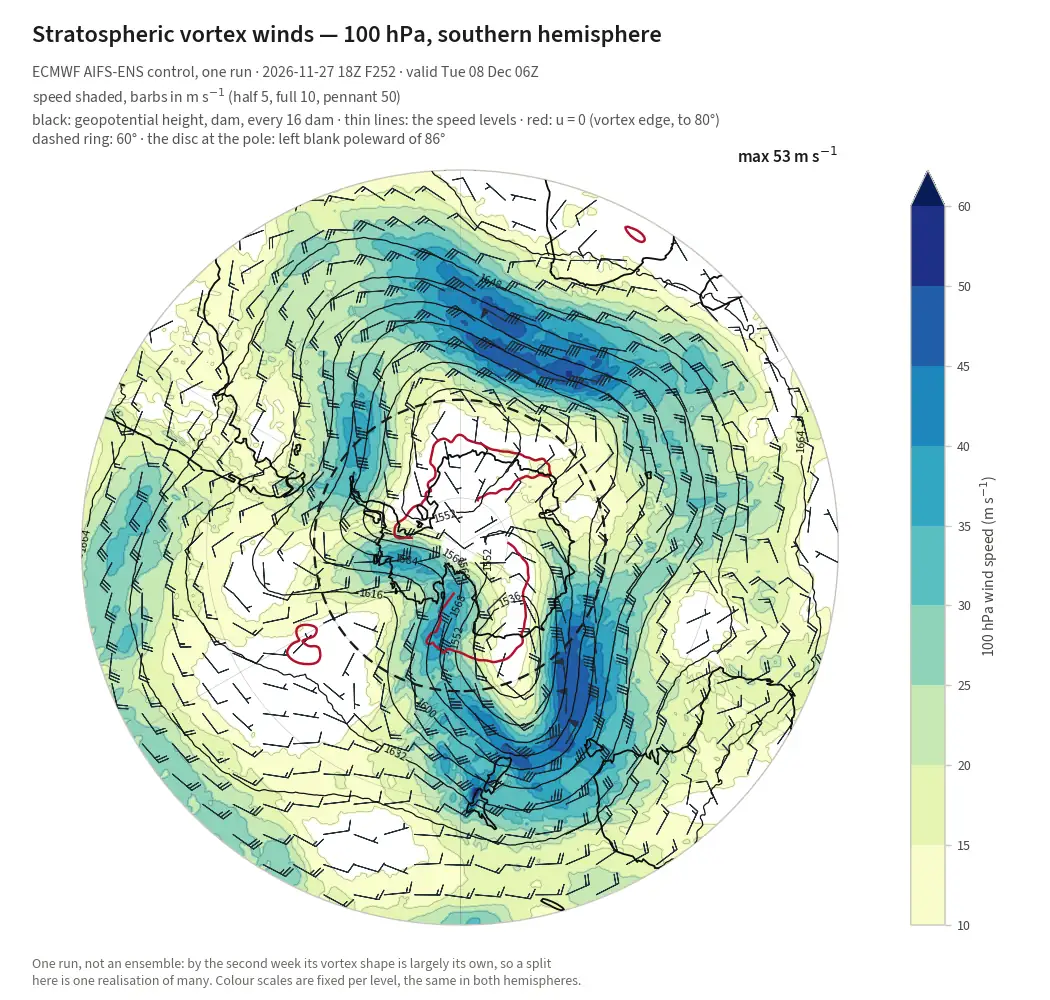 Stratospheric vortex winds — 100 hPa, southern hemisphere
ECMWF AIFS-ENS control, one run · 2026-11-27 18Z F252 · valid Tue 08 Dec 06Z
speed shaded, barbs in m s⁻¹ (half 5, full 10, pennant 50)
black: geopotential height, dam, every 16 dam · thin lines: the speed levels · red: u = 0 (vortex edge, to 80°)
dashed ring: 60° · the disc at the pole: left blank poleward of 86°
max 53 m s⁻¹
60
50
45
40
35
30
25
20
15
10
100 hPa wind speed (m s⁻¹)
1664
1664
1552
1552
1536
1616
1552
1600
1632
One run, not an ensemble: by the second week its vortex shape is largely its own, so a split
here is one realisation of many. Colour scales are fixed per level, the same in both hemispheres.